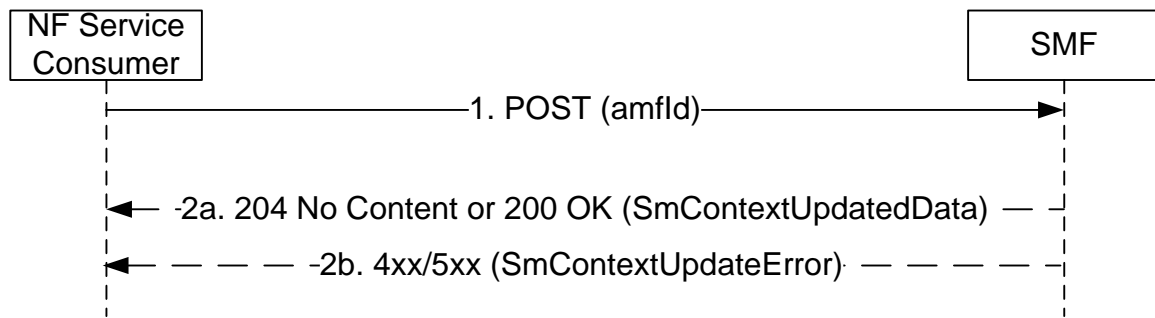 NF Service
Consumer
SMF
1. POST (amfId)
2a. 204 No Content or 200 OK (SmContextUpdatedData)
2b. 4xx/5xx (SmContextUpdateError)